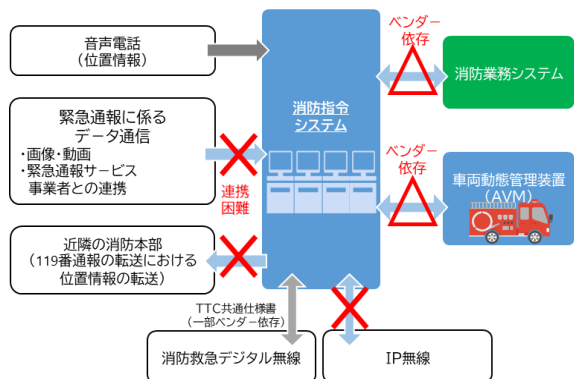 音声電話
（位置情報）
緊急通報に係る
データ通信
・画像・動画
・緊急通報サービス
事業者との連携
連携
困難
近隣の消防本部
（119番通報の転送における
位置情報の転送）
消防指令
システム
ベンダー
依存
消防業務システム
ベンダー
依存
車両動態管理装置
（AVM）
TTC共通仕様書
（一部ベンダー依存）
消防救急デジタル無線
IP無線